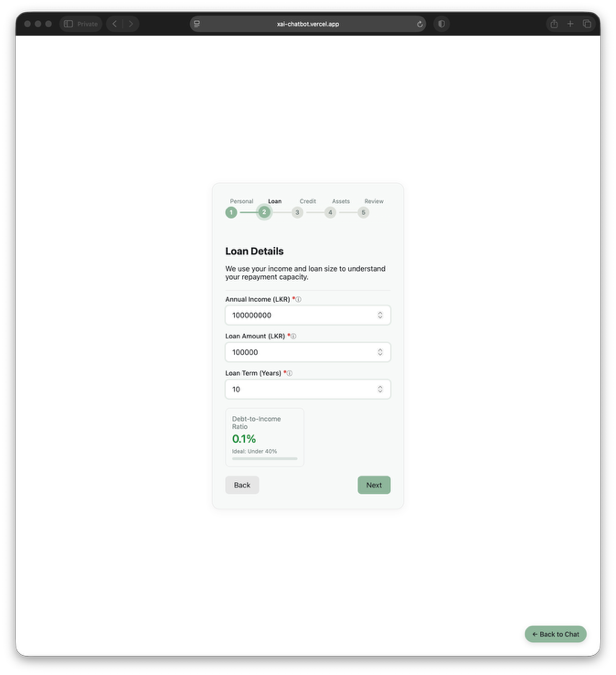 Private
xai-chatbot.vercel.app
Personal Loan Credit Assets Review
1 2 3 4 5
Loan Details
We use your income and loan size to understand
your repayment capacity.
Annual Income (LKR) *ⓘ
100000000
Loan Amount (LKR) *ⓘ
100000
Loan Term (Years) *ⓘ
10
Debt-to-Income
Ratio
0.1%
Ideal: Under 40%
Back Next
← Back to Chat